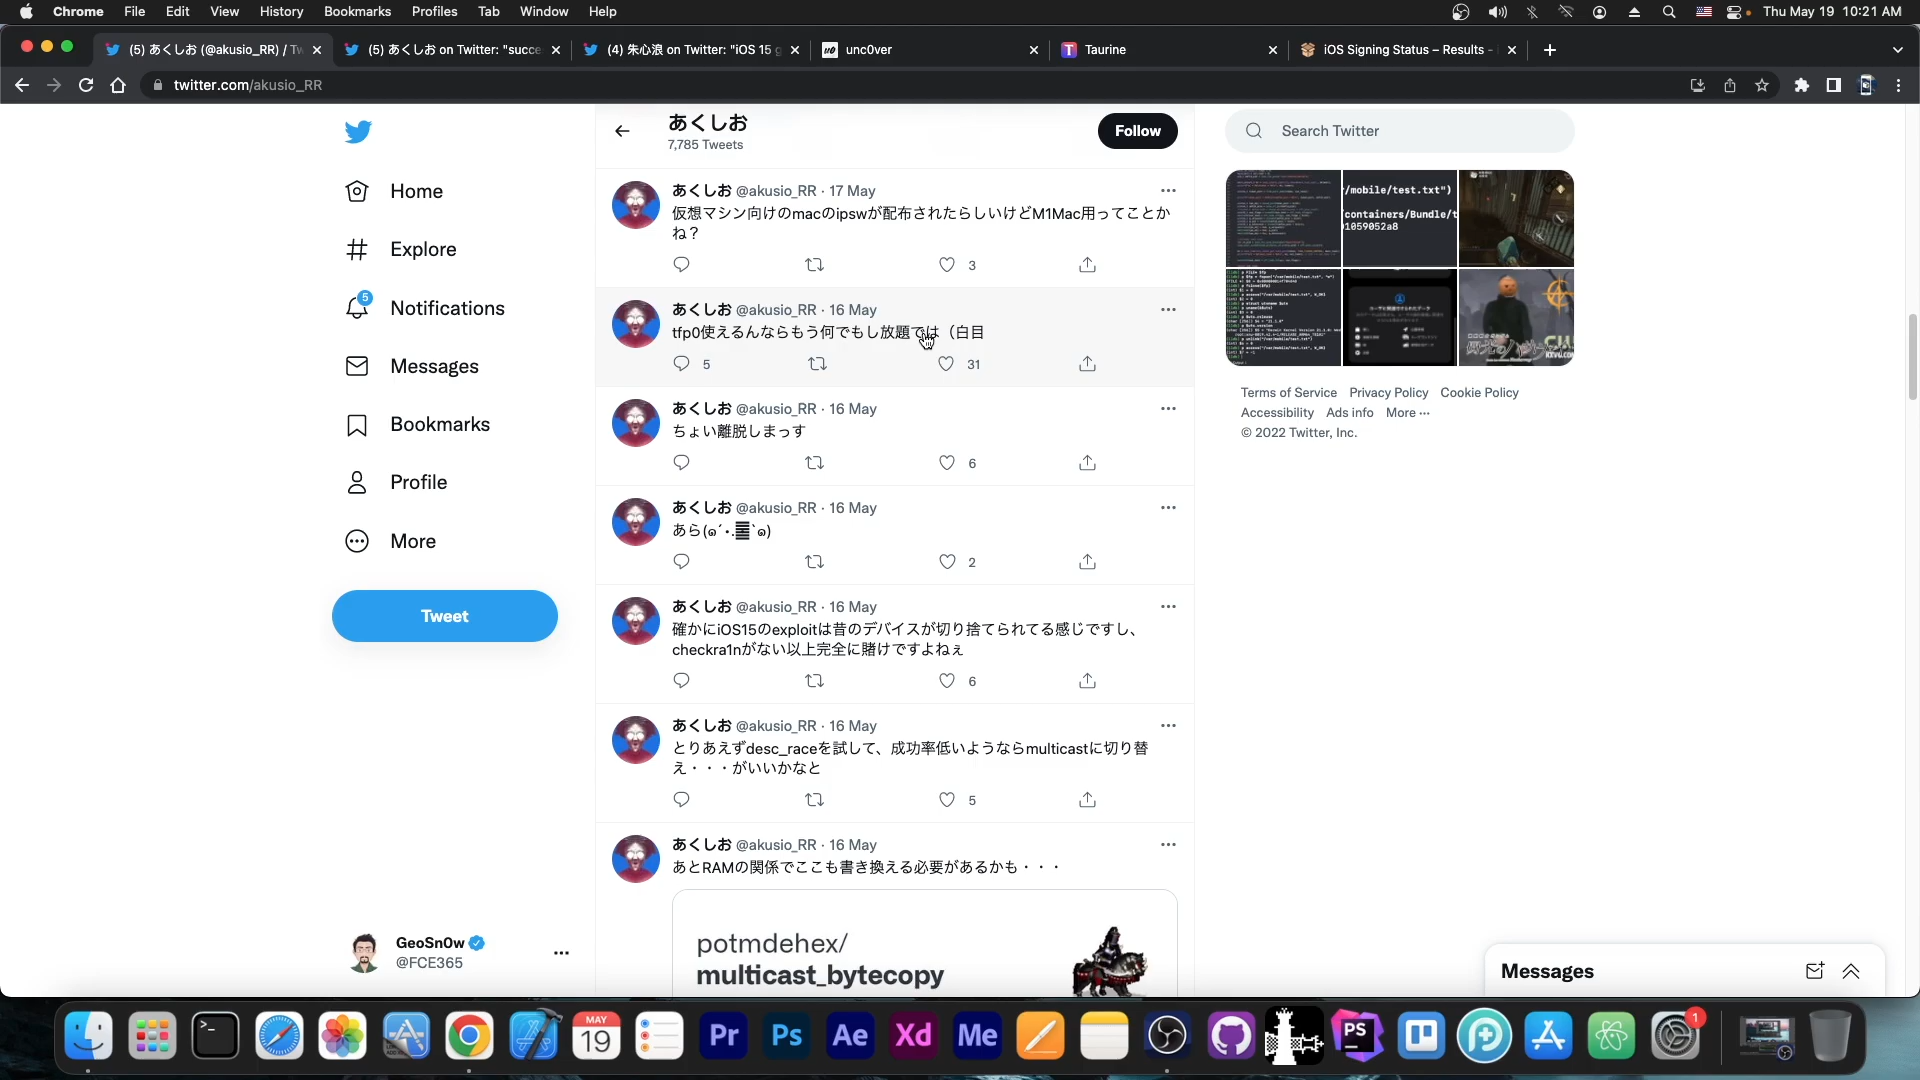 Chrome File Edit View History Bookmarks Profiles Tab Window Help
Thu May 19 10:21 AM
(5) あくしお (@akusio_RR) / Tw
(5) あくしお on Twitter: "succe
(4) 朱心浪 on Twitter: "iOS 15 g
unc0ver
Taurine
iOS Signing Status – Results -
twitter.com/akusio_RR
Home
Explore
5
Notifications
Messages
Bookmarks
Profile
More
Tweet
GeoSn0w
@FCE365
あくしお
7,785 Tweets
Follow
あくしお @akusio_RR · 17 May
仮想マシン向けのmacのipswが配布されたらしいけどM1Mac用ってことか
ね？
3
あくしお @akusio_RR · 16 May
tfp0使えるんならもう何でもし放題では（白目
5 31
あくしお @akusio_RR · 16 May
ちょい離脱しまっす
6
あくしお @akusio_RR · 16 May
2
あくしお @akusio_RR · 16 May
確かにiOS15のexploitは昔のデバイスが切り捨てられてる感じですし、
checkra1nがない以上完全に賭けですよねぇ
6
あくしお @akusio_RR · 16 May
とりあえずdesc_raceを試して、成功率低いようならmulticastに切り替
え・・・がいいかなと
5
あくしお @akusio_RR · 16 May
あとRAMの関係でここも書き換える必要があるかも・・・
potmdehex/
multicast_bytecopy
Search Twitter
/mobile/test.txt")
containers/Bundle/t
1059052a8
Terms of Service Privacy Policy Cookie Policy
Accessibility Ads info More ···
© 2022 Twitter, Inc.
Messages
MAY
19
Pr
Ps
Ae
Xd
Me
PS
1